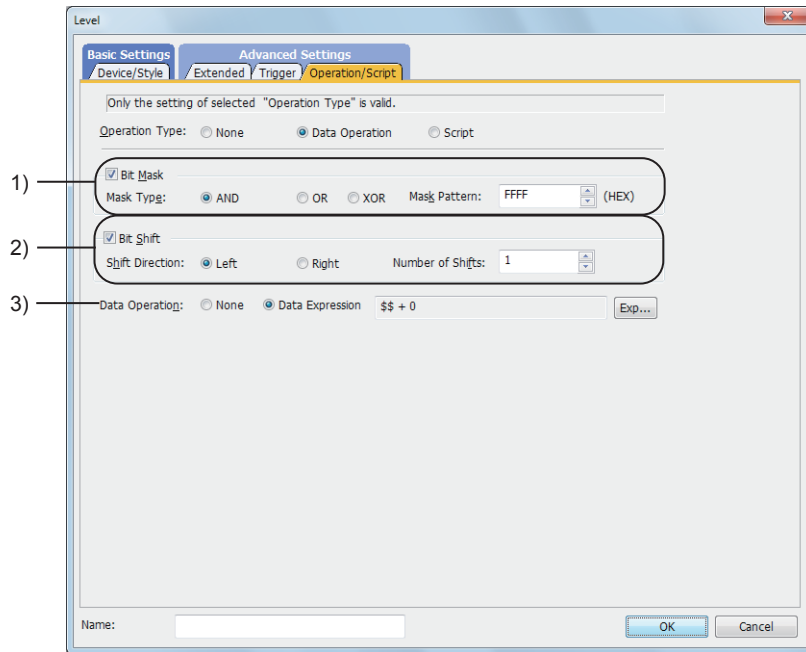 Level
Basic Settings
Advanced Settings
Device/Style
Extended
Trigger
Operation/Script
Only the setting of selected "Operation Type" is valid.
Operation Type: None Data Operation Script
1)
Bit Mask
Mask Type: AND OR XOR Mask Pattern: FFFF (HEX)
2)
Bit Shift
Shift Direction: Left Right Number of Shifts: 1
3)
Data Operation: None Data Expression $$ + 0 Exp...
Name: OK Cancel